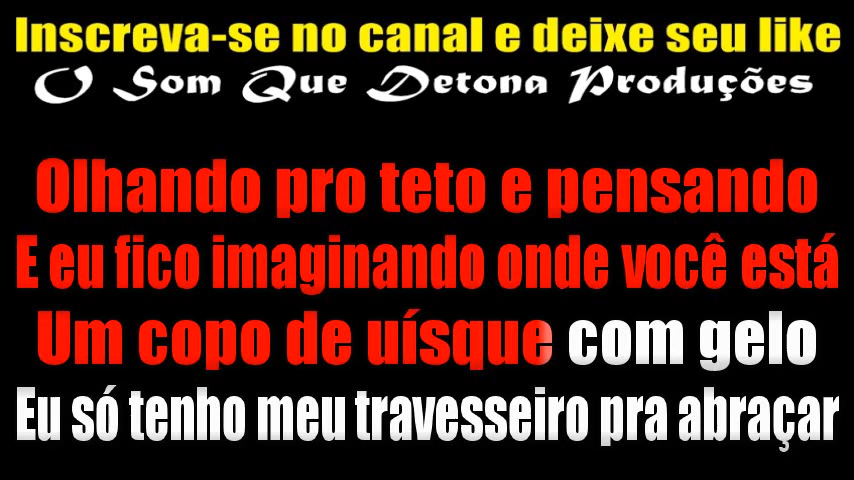 Inscreva-se no canal e deixe seu like
O Som Que Detona Produções
Olhando pro teto e pensando
E eu fico imaginando onde você está
Um copo de uísque com gelo
Eu só tenho meu travesseiro pra abraçar